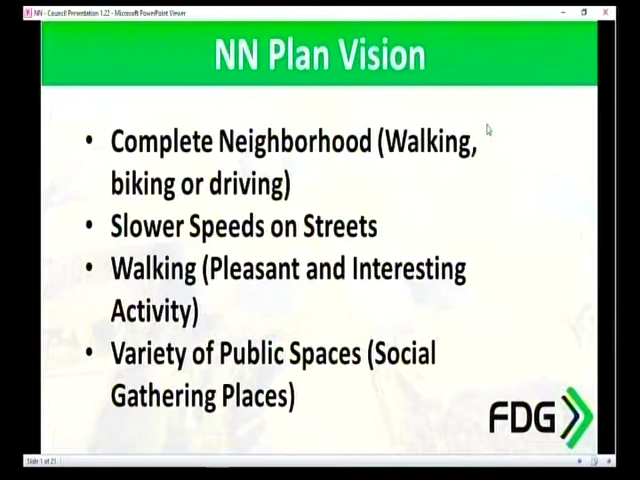 NN - Council Presentation 1.22 - Microsoft PowerPoint Viewer
NN Plan Vision
• Complete Neighborhood (Walking,
biking or driving)
• Slower Speeds on Streets
• Walking (Pleasant and Interesting
Activity)
• Variety of Public Spaces (Social
Gathering Places)
FDG
Slide 1 of 21